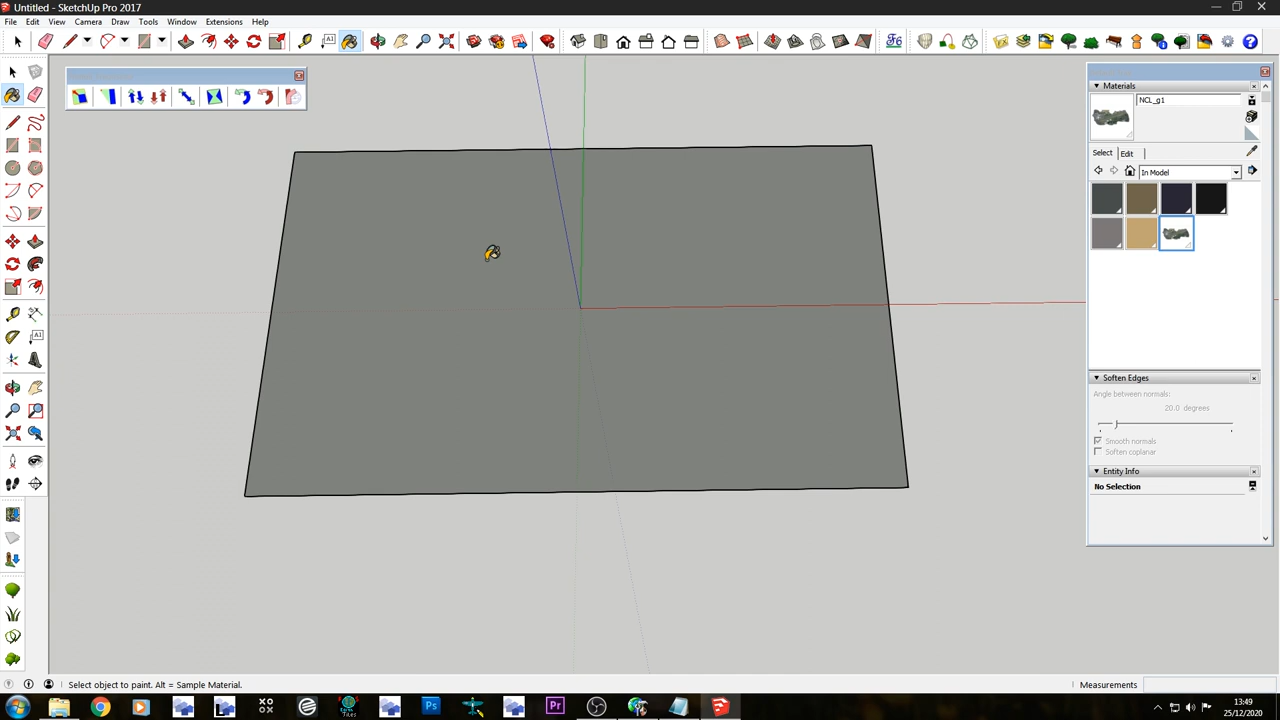 Untitled - SketchUp Pro 2017
File Edit View Camera Draw Tools Window Extensions Help
Materials
NCL_g1
Select Edit
In Model
Soften Edges
Angle between normals:
20.0 degrees
Smooth normals
Soften coplanar
Entity Info
No Selection
Select object to paint. Alt = Sample Material.
Measurements
13:49
25/12/2020